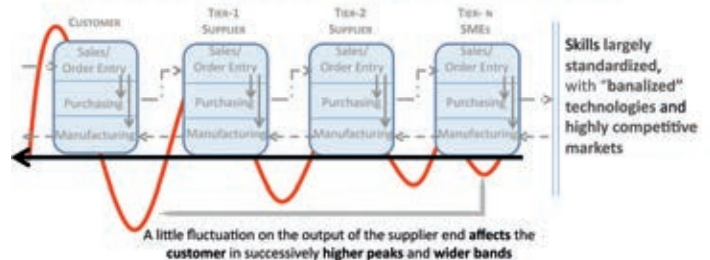 CUSTOMER
TIER-1
SUPPLIER
TIER-2
SUPPLIER
TIER- N
SMES
Sales/
Order Entry
Purchasing
Manufacturing
Sales/
Order Entry
Purchasing
Manufacturing
Sales/
Order Entry
Purchasing
Manufacturing
Sales/
Order Entry
Purchasing
Manufacturing
Skills largely
standardized,
with "banalized"
technologies and
highly competitive
markets
A little fluctuation on the output of the supplier end affects the
customer in successively higher peaks and wider bands